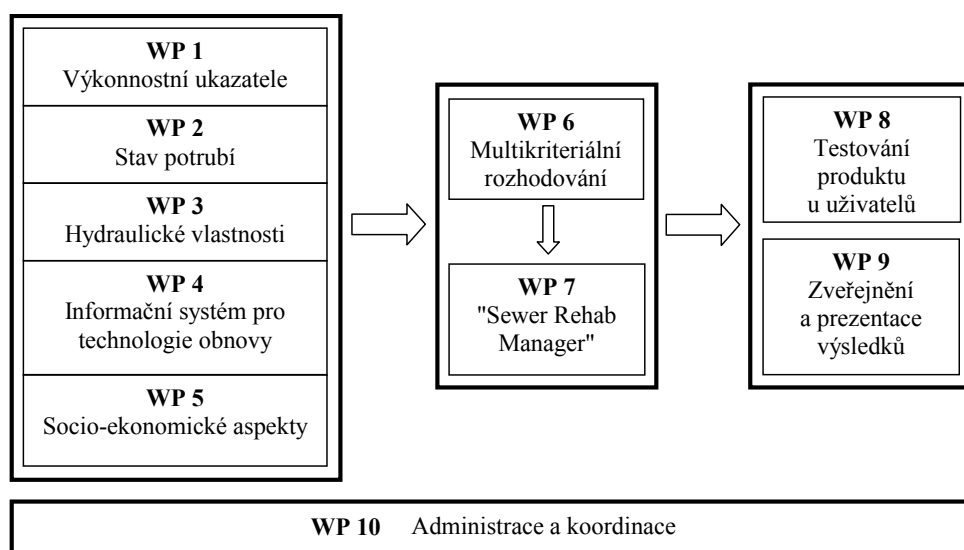 WP 1
Výkonnostní ukazatele
WP 2
Stav potrubí
WP 3
Hydraulické vlastnosti
WP 4
Informační systém pro
technologie obnovy
WP 5
Socio-ekonomické aspekty
WP 6
Multikriteriální
rozhodování
WP 7
"Sewer Rehab
Manager"
WP 8
Testování
produktu
u uživatelů
WP 9
Zveřejnění
a prezentace
výsledků
WP 10 Administrace a koordinace